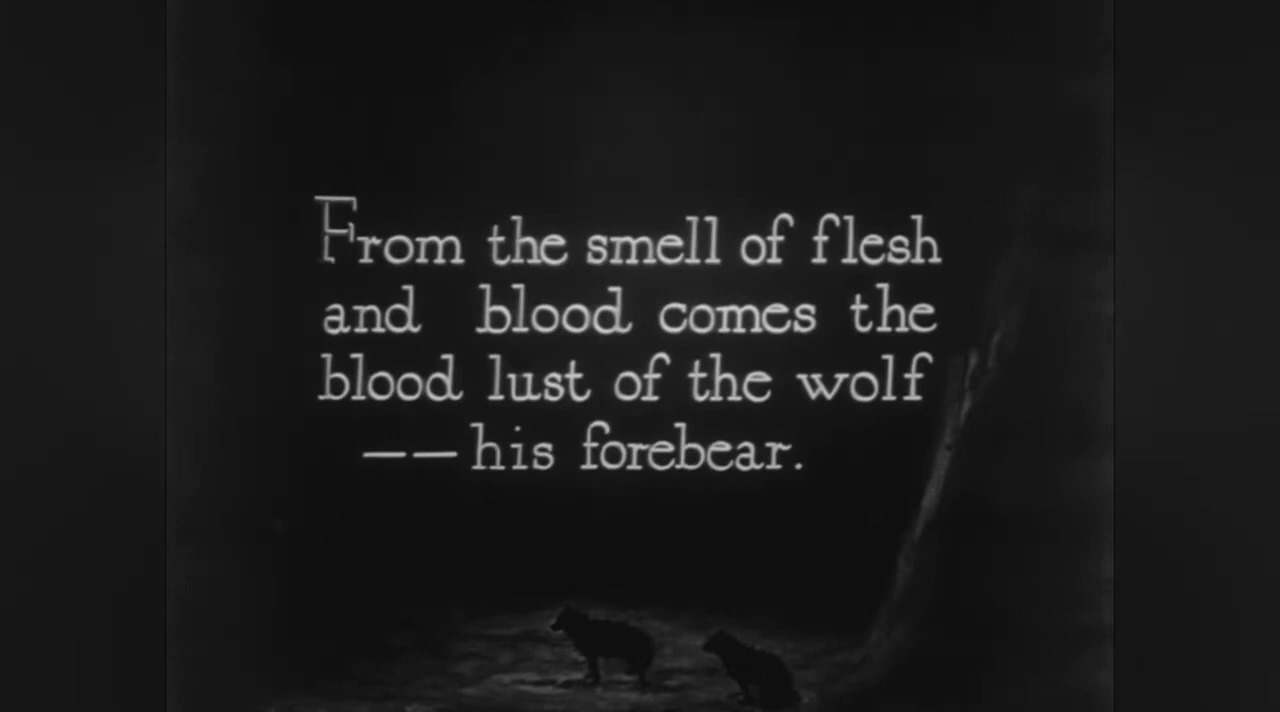 From the smell of flesh
and blood comes the
blood lust of the wolf
—— his forebear.